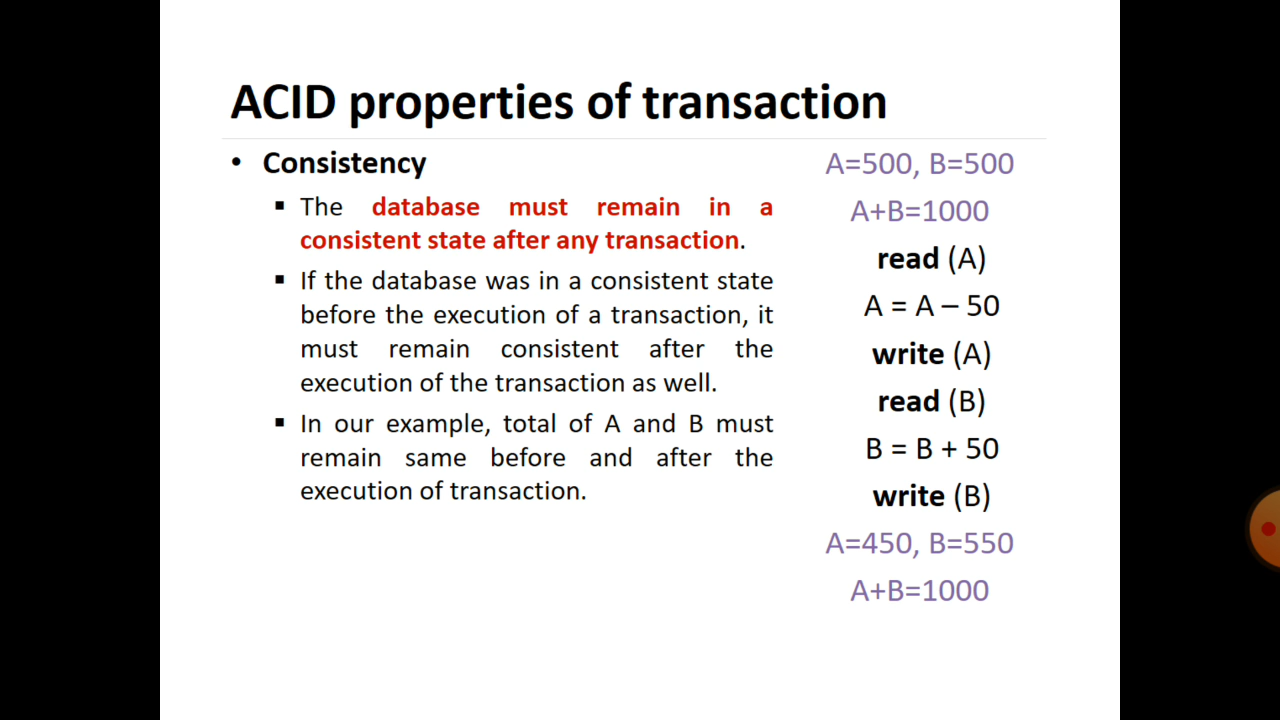 ACID properties of transaction
• Consistency
▪ The database must remain in a
consistent state after any transaction.
▪ If the database was in a consistent state
before the execution of a transaction, it
must remain consistent after the
execution of the transaction as well.
▪ In our example, total of A and B must
remain same before and after the
execution of transaction.
A=500, B=500
A+B=1000
read (A)
A = A – 50
write (A)
read (B)
B = B + 50
write (B)
A=450, B=550
A+B=1000